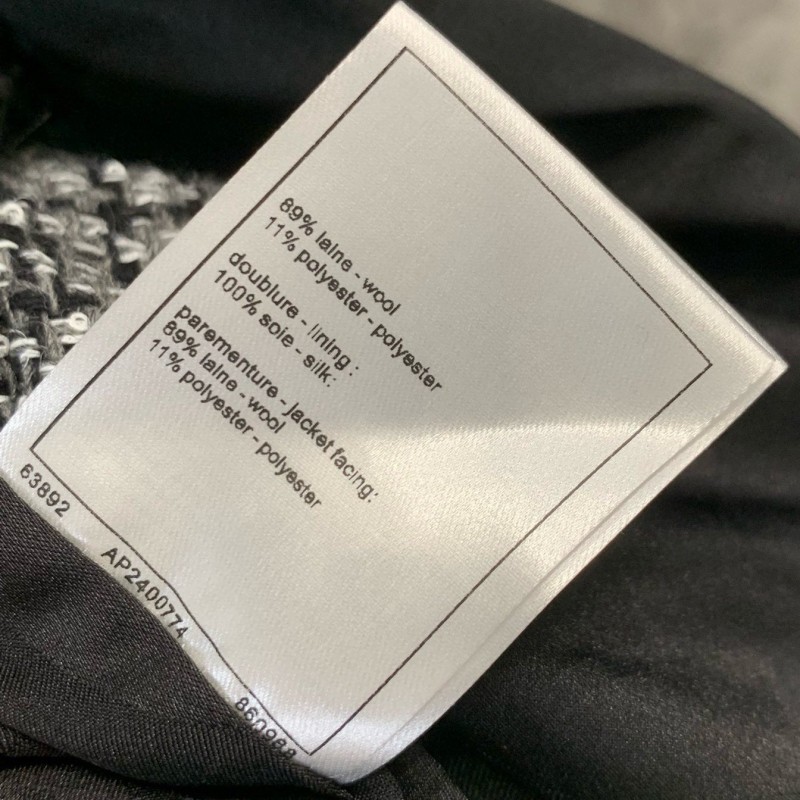 89% laine - wool
11% polyester - polyester
doublure - lining :
100% soie - silk:
parementure - jacket facing:
89% laine - wool
11% polyester - polyester
63892
AP2400774